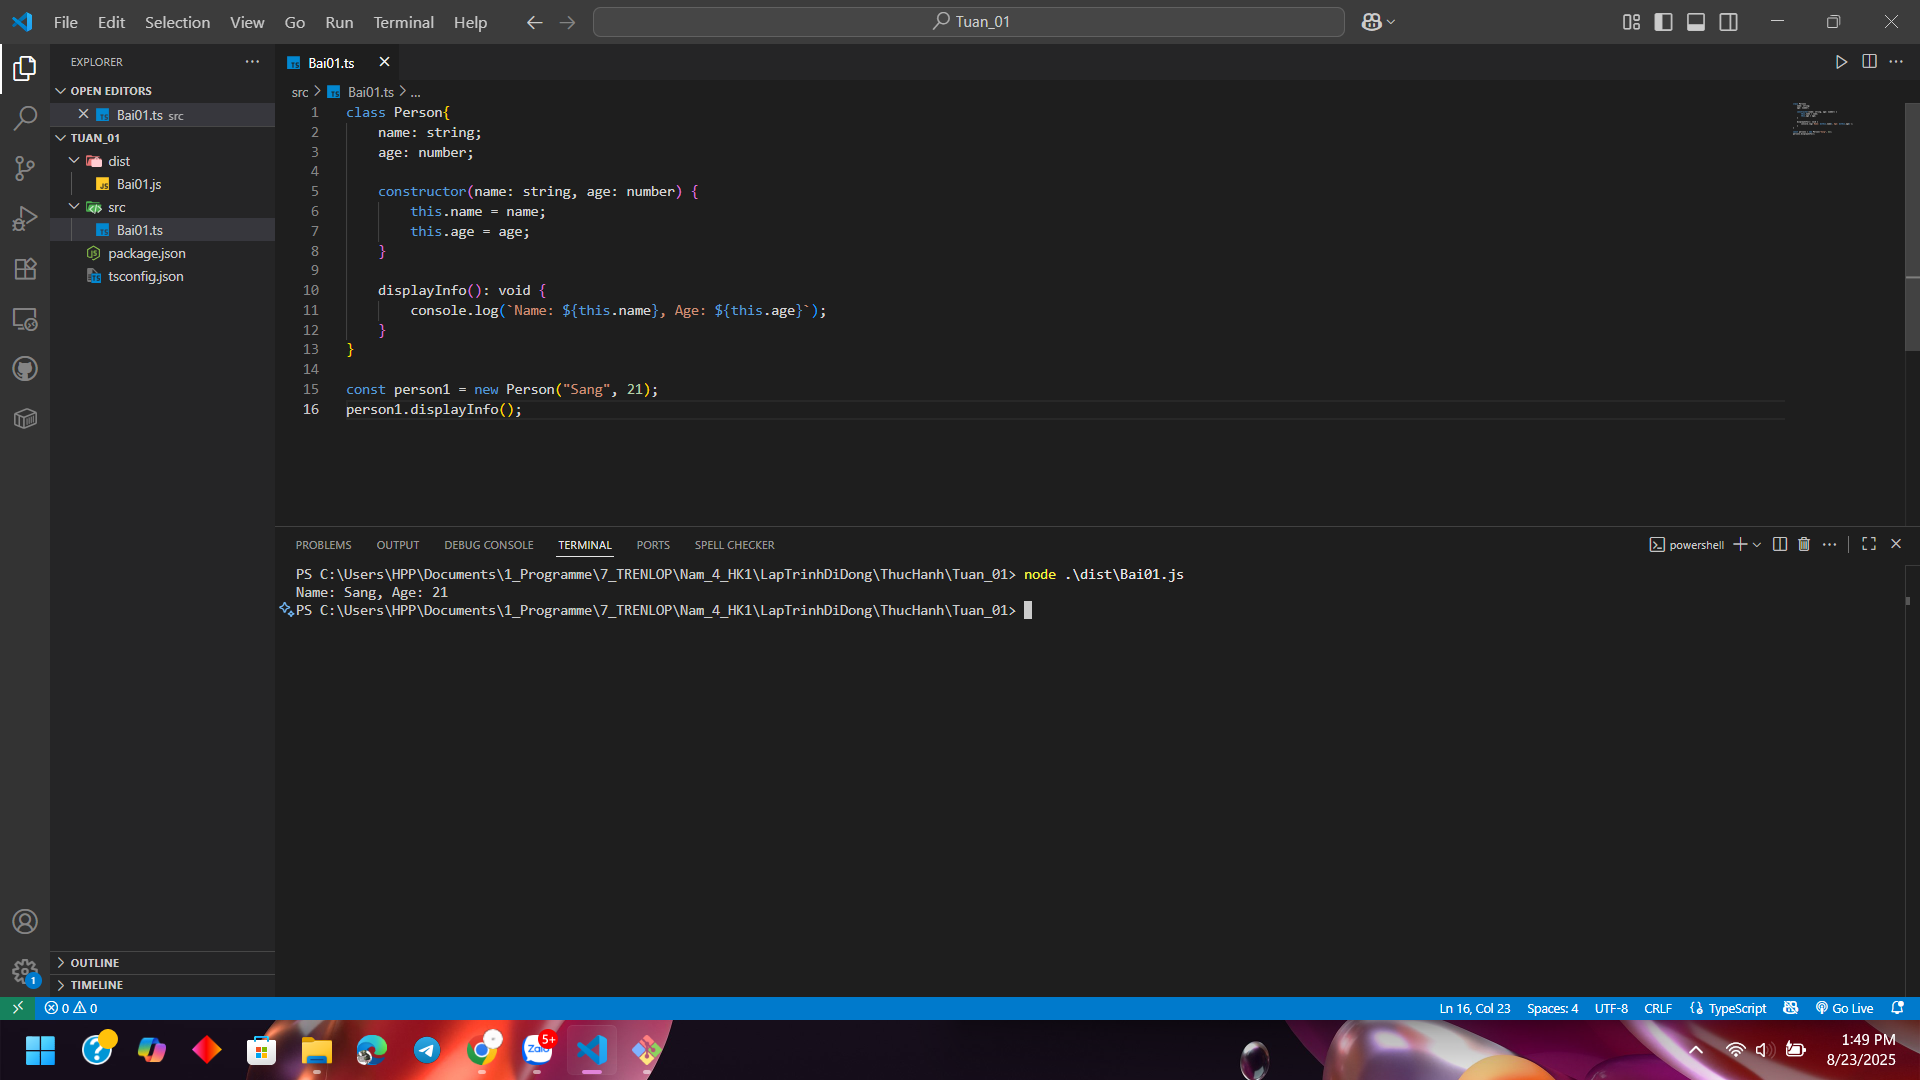 File Edit Selection View Go Run Terminal Help
Tuan_01
EXPLORER
OPEN EDITORS
Bai01.ts src
TUAN_01
dist
Bai01.js
src
Bai01.ts
package.json
tsconfig.json
OUTLINE
TIMELINE
Bai01.ts
src > Bai01.ts > ...
1 class Person{
2 name: string;
3 age: number;
4
5 constructor(name: string, age: number) {
6 this.name = name;
7 this.age = age;
8 }
9
10 displayInfo(): void {
11 console.log(`Name: ${this.name}, Age: ${this.age}`);
12 }
13 }
14
15 const person1 = new Person("Sang", 21);
16 person1.displayInfo();
PROBLEMS OUTPUT DEBUG CONSOLE TERMINAL PORTS SPELL CHECKER
powershell
PS C:\Users\HPP\Documents\1_Programme\7_TRENLOP\Nam_4_HK1\LapTrinhDiDong\ThucHanh\Tuan_01> node .\dist\Bai01.js
Name: Sang, Age: 21
PS C:\Users\HPP\Documents\1_Programme\7_TRENLOP\Nam_4_HK1\LapTrinhDiDong\ThucHanh\Tuan_01>
1
0 0
Ln 16, Col 23 Spaces: 4 UTF-8 CRLF {} TypeScript Go Live
Zalo 5+
1:49 PM
8/23/2025